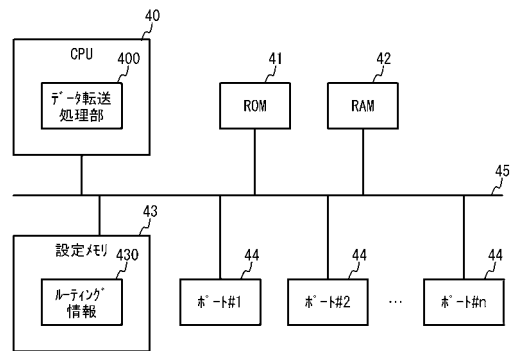 40
CPU
400
データ転送
処理部
41
ROM
42
RAM
45
43
設定メモリ
430
ルーティング
情報
44
ポート#1
44
ポート#2
…
44
ポート#n